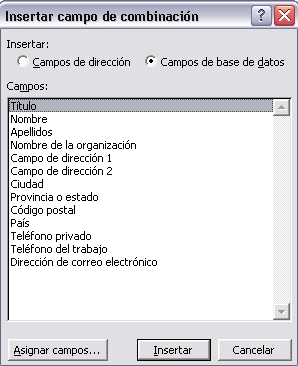 Insertar campo de combinación
Insertar:
Campos de dirección Campos de base de datos
Campos:
Título
Nombre
Apellidos
Nombre de la organización
Campo de dirección 1
Campo de dirección 2
Ciudad
Provincia o estado
Código postal
País
Teléfono privado
Teléfono del trabajo
Dirección de correo electrónico
Asignar campos... Insertar Cancelar